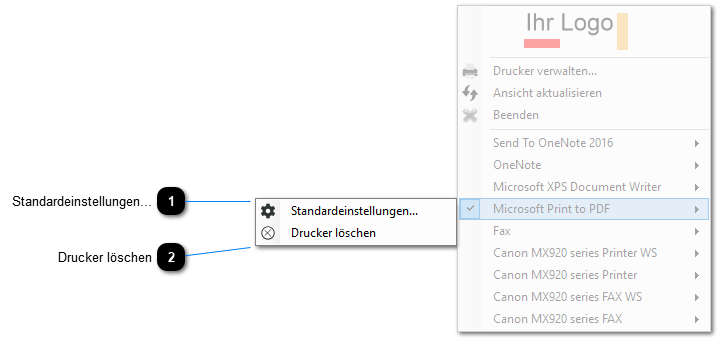 Ihr Logo
Drucker verwalten...
Ansicht aktualisieren
Beenden
Send To OneNote 2016
OneNote
Microsoft XPS Document Writer
Microsoft Print to PDF
Fax
Canon MX920 series Printer WS
Canon MX920 series Printer
Canon MX920 series FAX WS
Canon MX920 series FAX
Standardeinstellungen... 1
Standardeinstellungen...
Drucker löschen
Drucker löschen 2